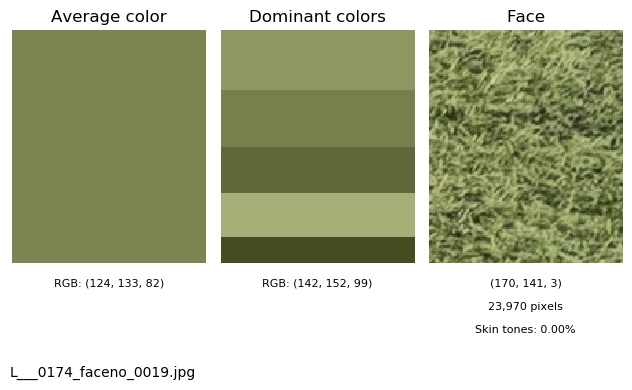 Average color
Dominant colors
Face
RGB: (124, 133, 82)
RGB: (142, 152, 99)
(170, 141, 3)
23,970 pixels
Skin tones: 0.00%
L___0174_faceno_0019.jpg